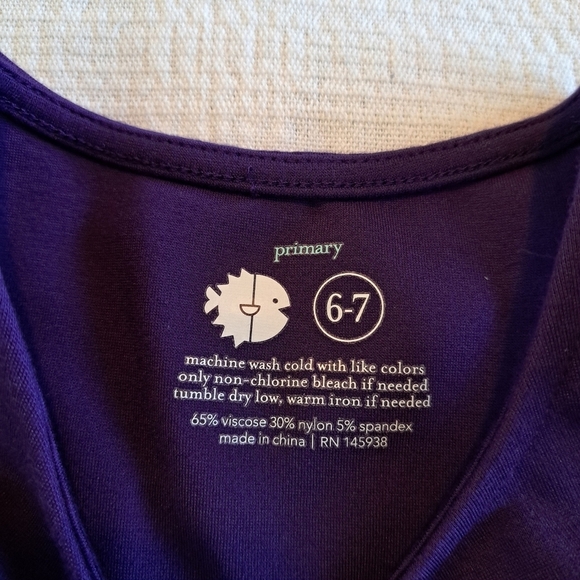 primary
6-7
machine wash cold with like colors
only non-chlorine bleach if needed
tumble dry low, warm iron if needed
65% viscose 30% nylon 5% spandex
made in china | RN 145938